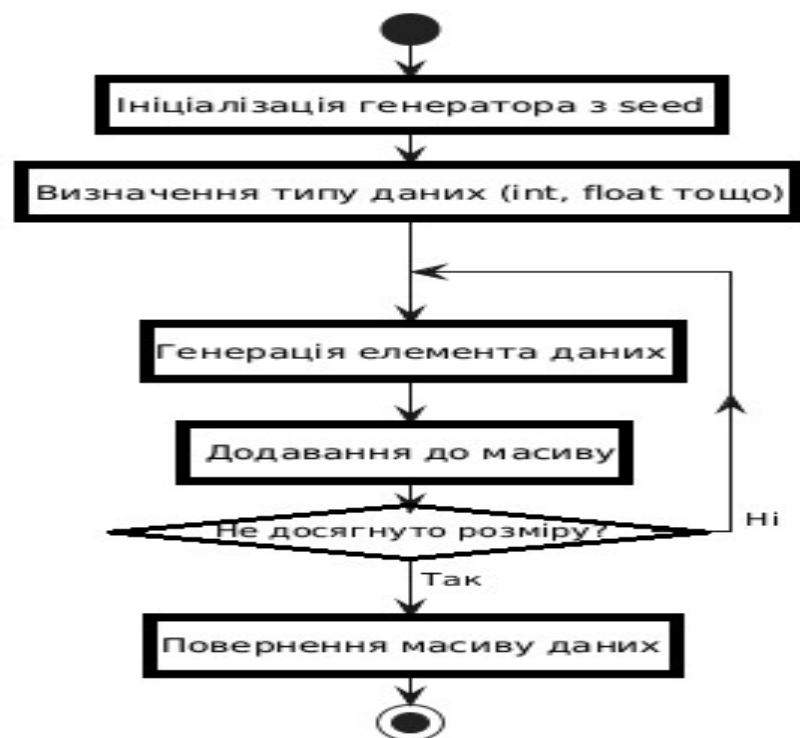 Ініціалізація генератора з seed
Визначення типу даних (int, float тощо)
Генерація елемента даних
Додавання до масиву
Не досягнуто розміру?
Ні
Так
Повернення масиву даних